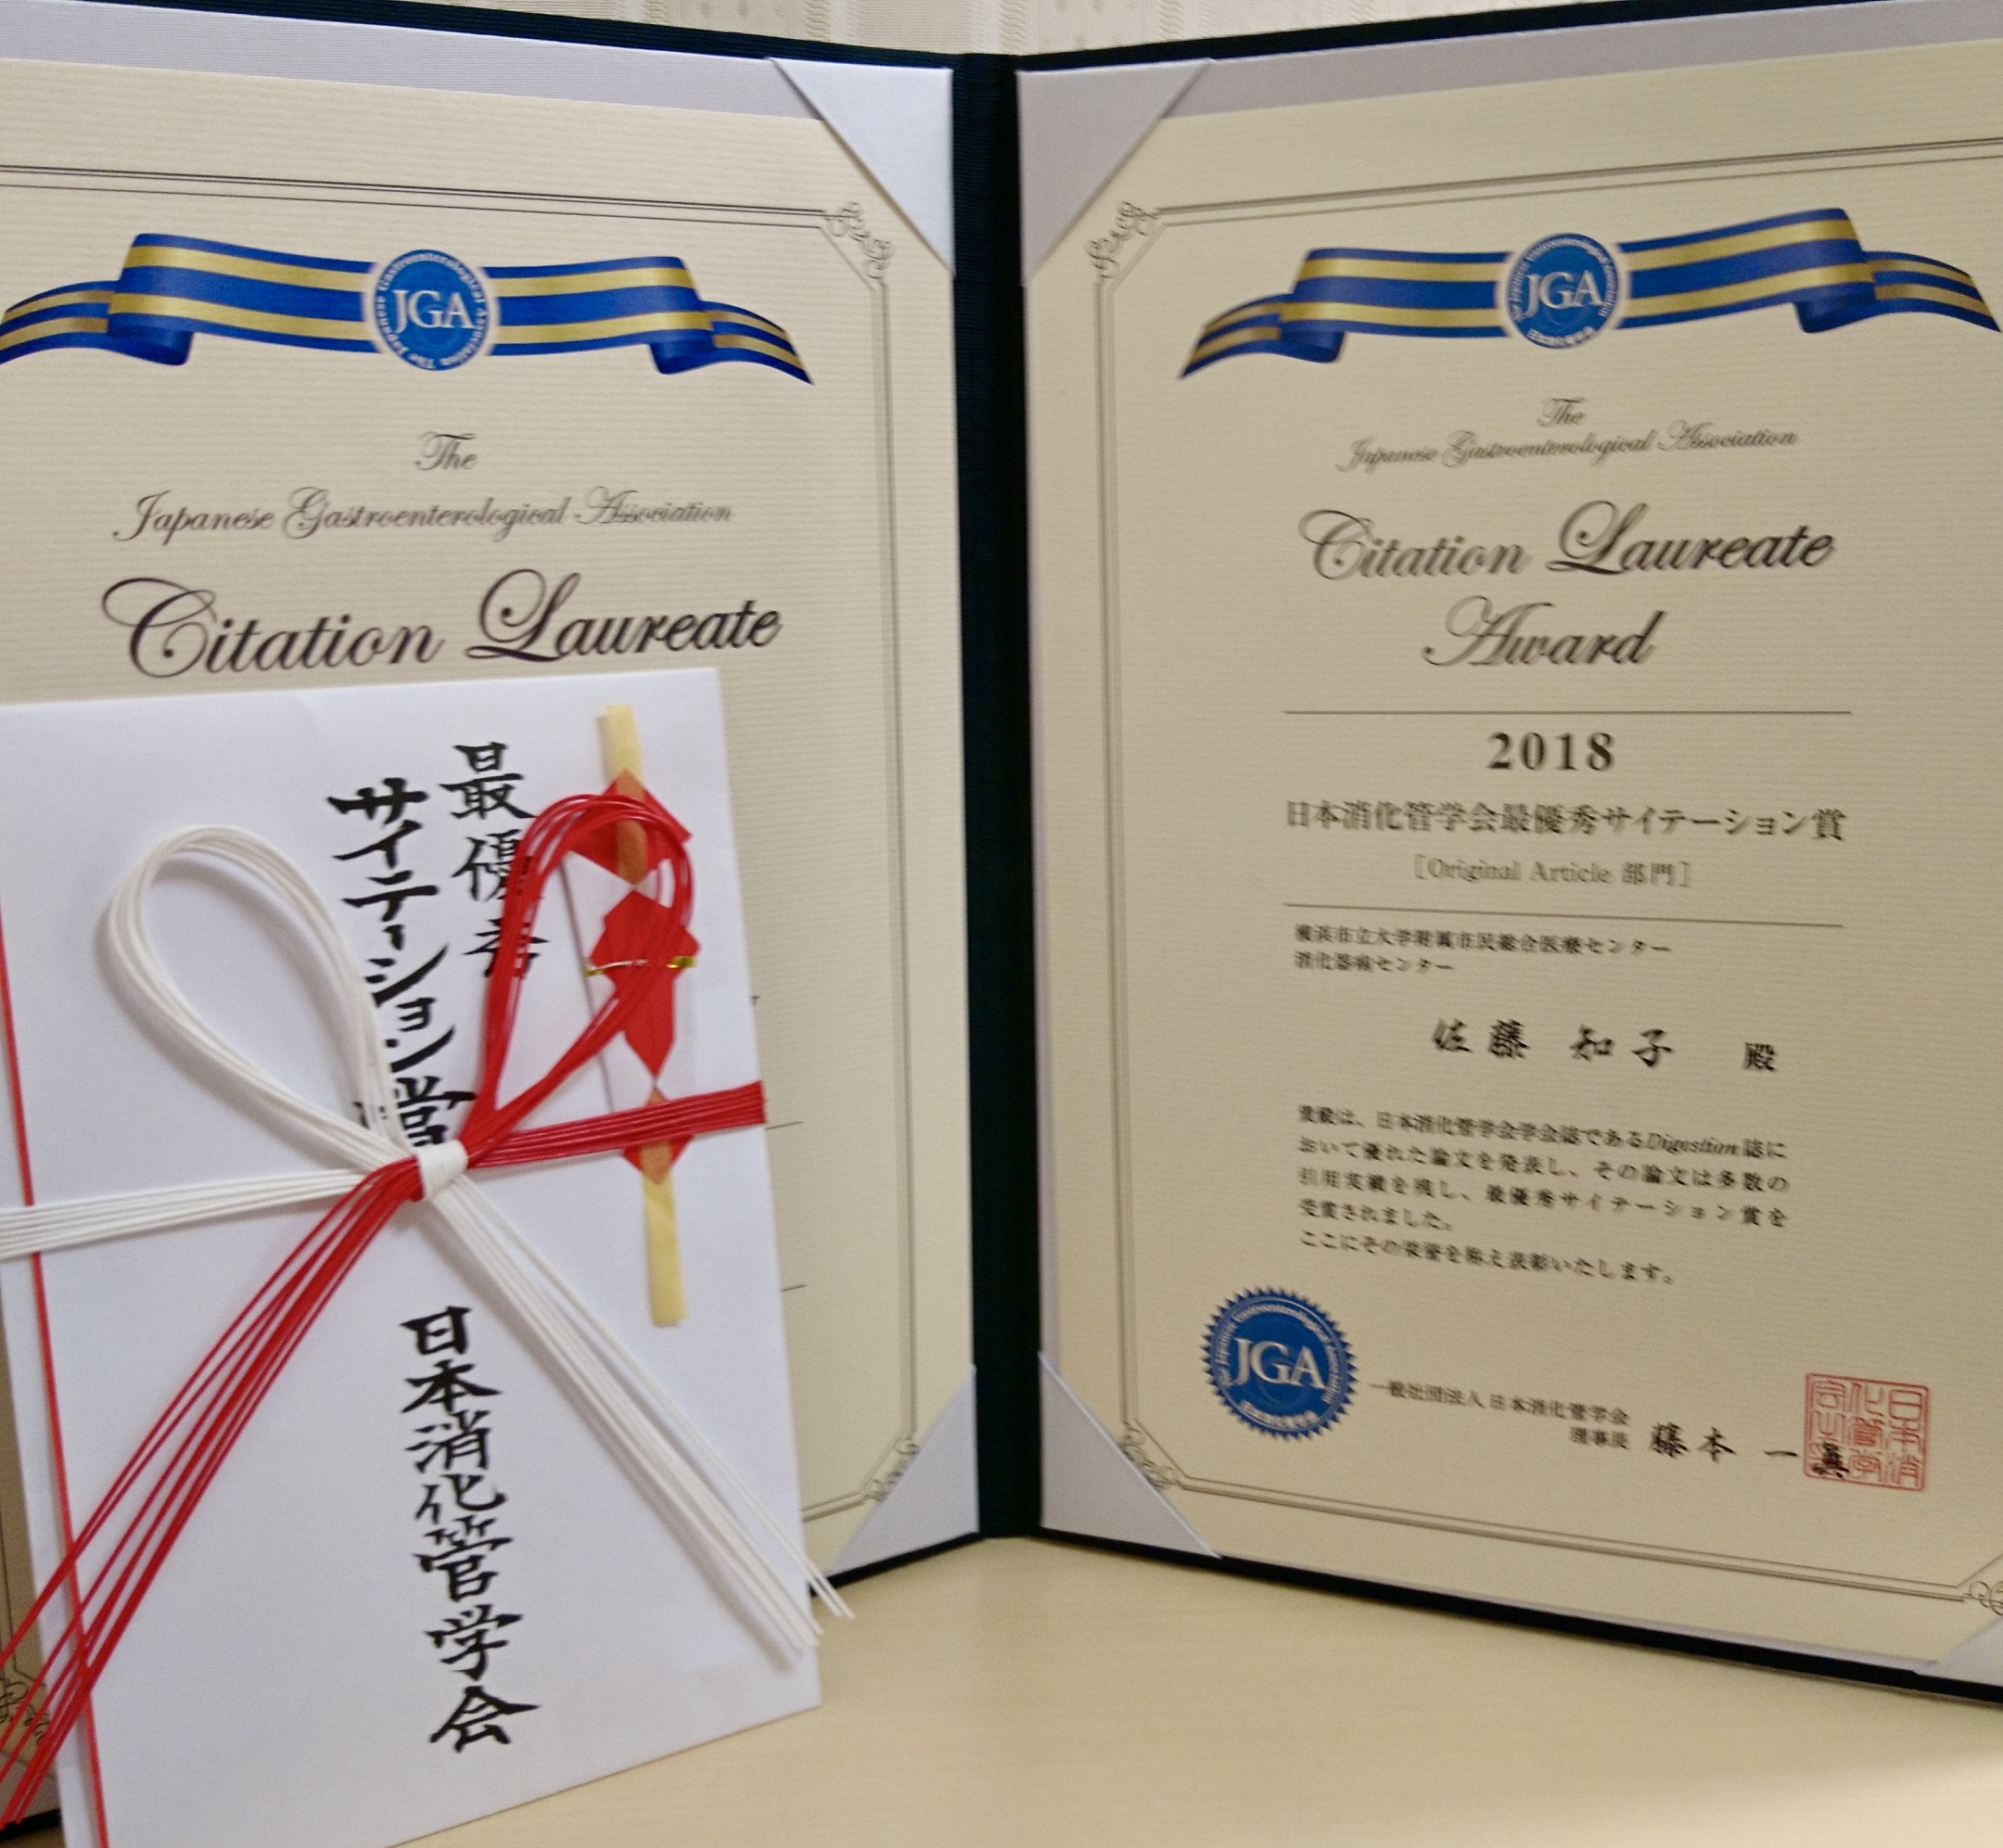 JGA
The
Japanese Gastroenterological Association
Citation Laureate
最優秀
サイテーション賞
日本消化管学会
JGA
The
Japanese Gastroenterological Association
Citation Laureate
Award
2018
日本消化管学会最優秀サイテーション賞
［Original Article 部門］
横浜市立大学附属市民総合医療センター
消化器病センター
佐藤 知子 殿
貴殿は、日本消化管学会学会誌であるDigestion誌に
おいて優れた論文を発表し、その論文は多数の
引用実績を残し、最優秀サイテーション賞を
受賞されました。
ここにその栄誉を称え表彰いたします。
JGA
一般社団法人 日本消化管学会
理事長 藤本 一眞